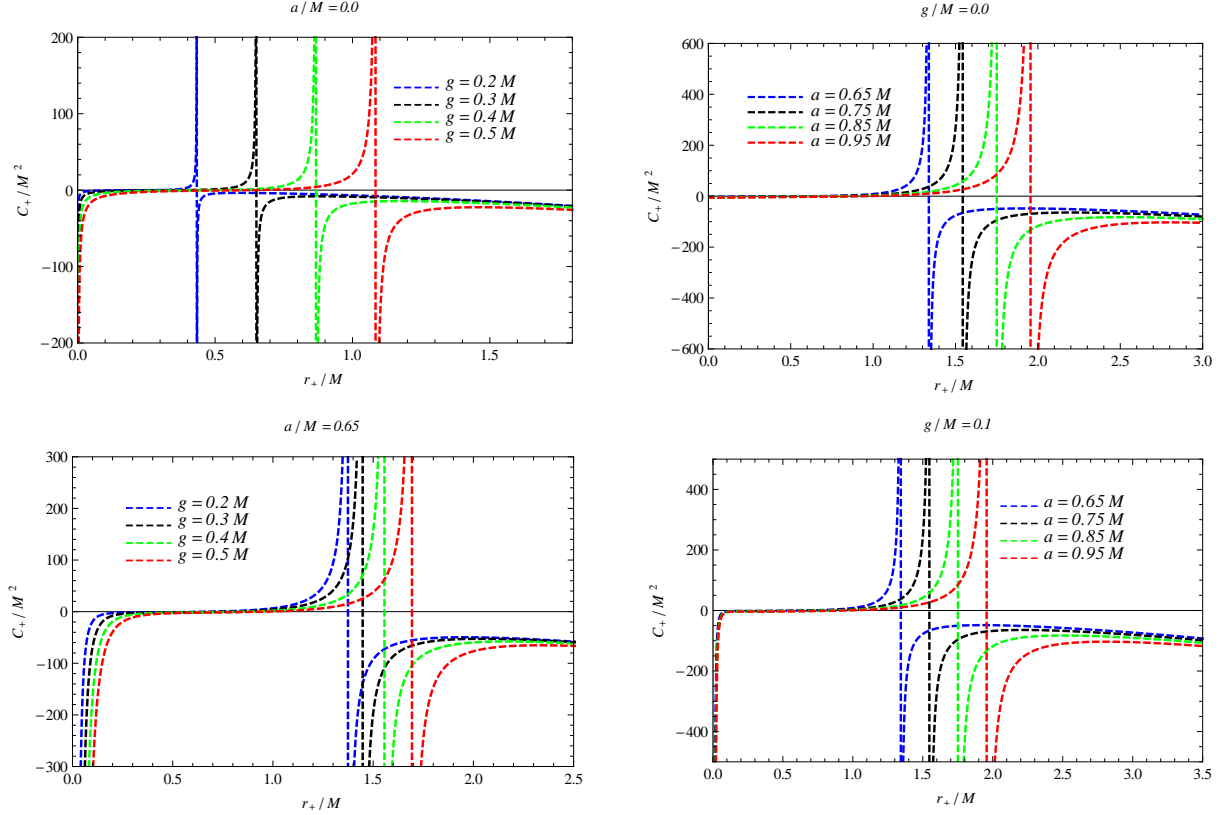 a / M = 0.0
200
100
0
−100
−200
C₊ / M²
g = 0.2 M
g = 0.3 M
g = 0.4 M
g = 0.5 M
0.0 0.5 1.0 1.5
r₊ / M
g / M = 0.0
600
400
200
0
−200
−400
−600
C₊ / M²
a = 0.65 M
a = 0.75 M
a = 0.85 M
a = 0.95 M
0.0 0.5 1.0 1.5 2.0 2.5 3.0
r₊ / M
a / M = 0.65
300
200
100
0
−100
−200
−300
C₊ / M²
g = 0.2 M
g = 0.3 M
g = 0.4 M
g = 0.5 M
0.0 0.5 1.0 1.5 2.0 2.5
r₊ / M
g / M = 0.1
400
200
0
−200
−400
C₊ / M²
a = 0.65 M
a = 0.75 M
a = 0.85 M
a = 0.95 M
0.0 0.5 1.0 1.5 2.0 2.5 3.0 3.5
r₊ / M